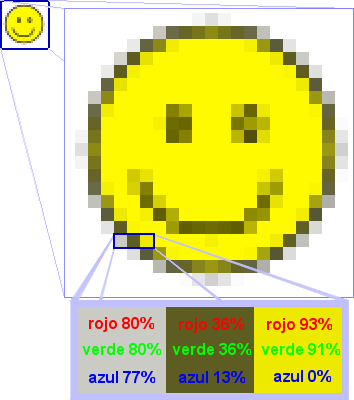 rojo 80% rojo 36% rojo 93%
verde 80% verde 36% verde 91%
azul 77% azul 13% azul 0%